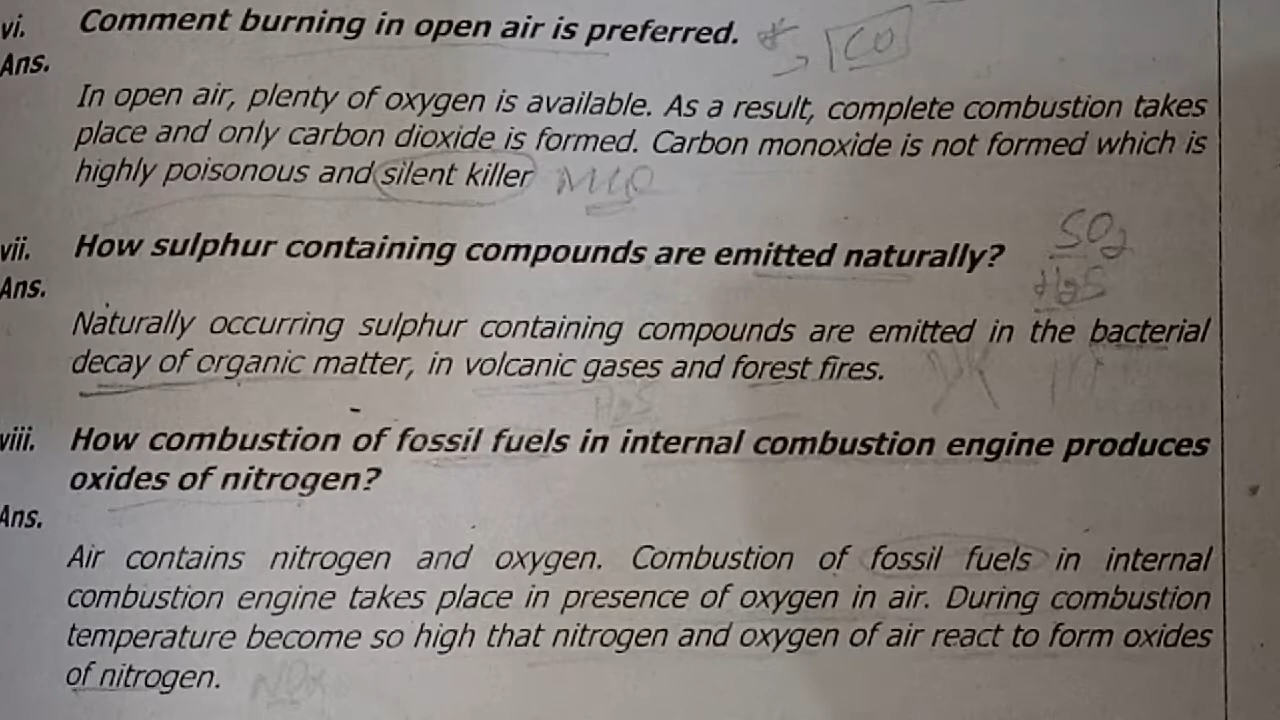 vi. Comment burning in open air is preferred. CO
Ans.
In open air, plenty of oxygen is available. As a result, complete combustion takes
place and only carbon dioxide is formed. Carbon monoxide is not formed which is
highly poisonous and silent killer
vii. How sulphur containing compounds are emitted naturally? SO₂
H₂S
Ans.
Naturally occurring sulphur containing compounds are emitted in the bacterial
decay of organic matter, in volcanic gases and forest fires.
H₂S
viii. How combustion of fossil fuels in internal combustion engine produces
oxides of nitrogen?
Ans.
Air contains nitrogen and oxygen. Combustion of fossil fuels in internal
combustion engine takes place in presence of oxygen in air. During combustion
temperature become so high that nitrogen and oxygen of air react to form oxides
of nitrogen. NOx